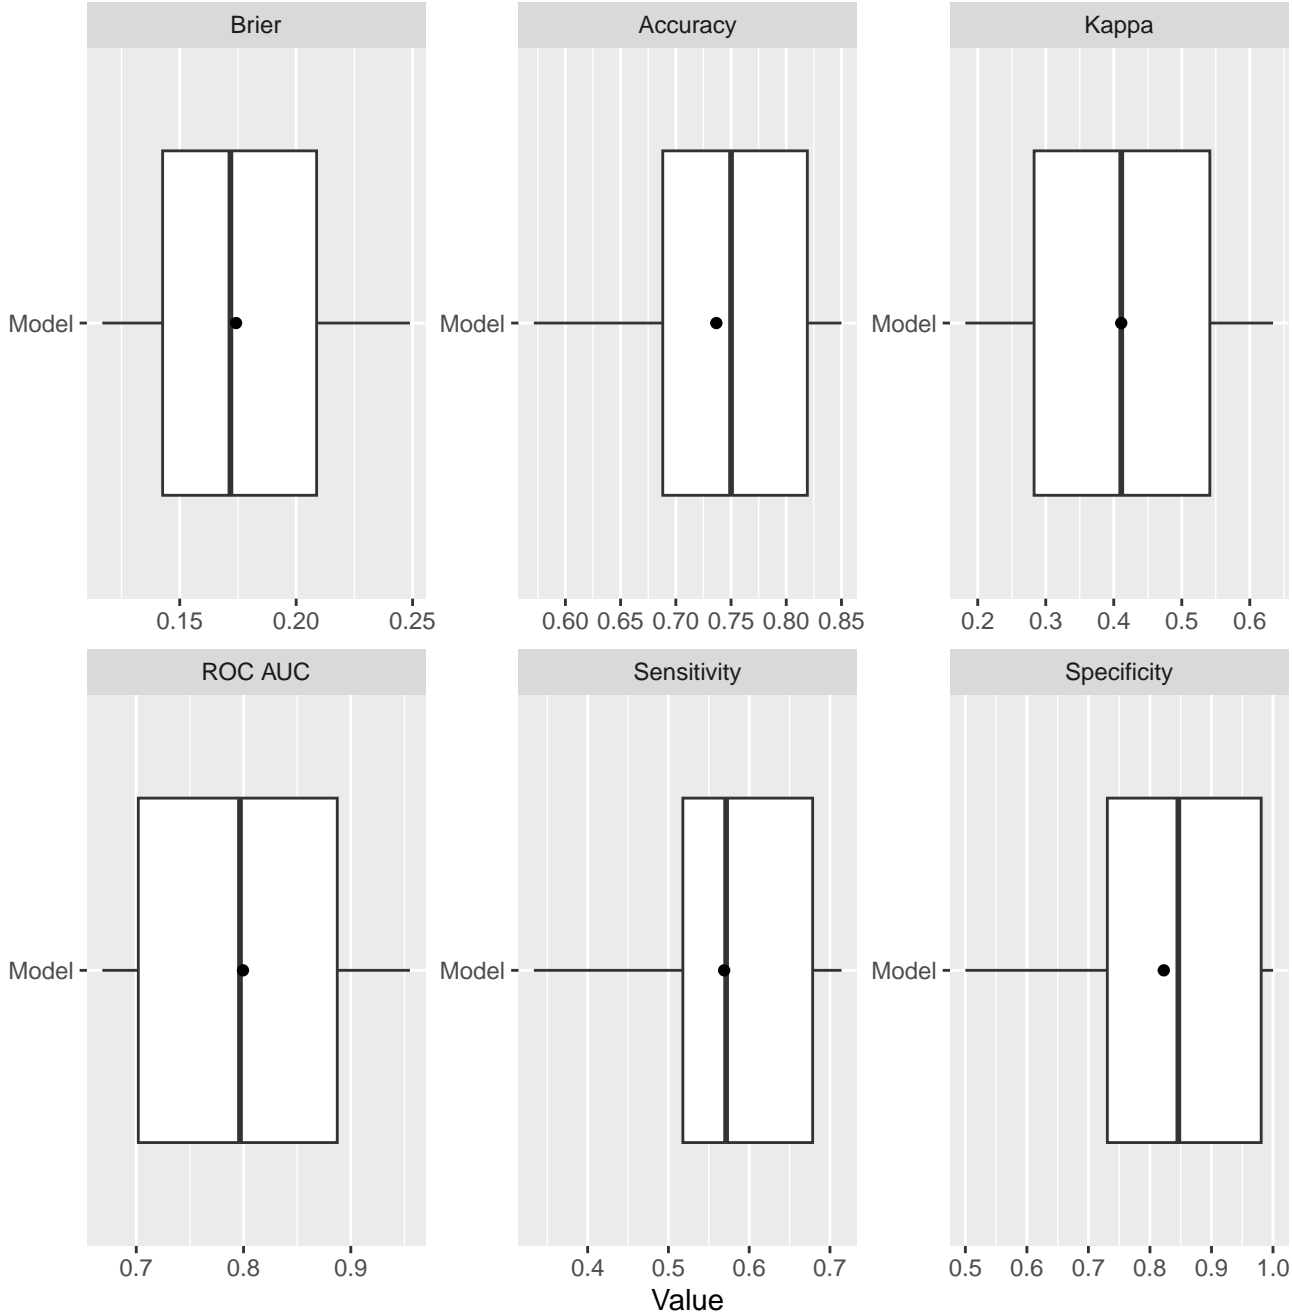 Brier Accuracy Kappa
Model Model Model
0.15 0.20 0.25 0.60 0.65 0.70 0.75 0.80 0.85 0.2 0.3 0.4 0.5 0.6
ROC AUC Sensitivity Specificity
Model Model Model
0.7 0.8 0.9 0.4 0.5 0.6 0.7 0.5 0.6 0.7 0.8 0.9 1.0
Value